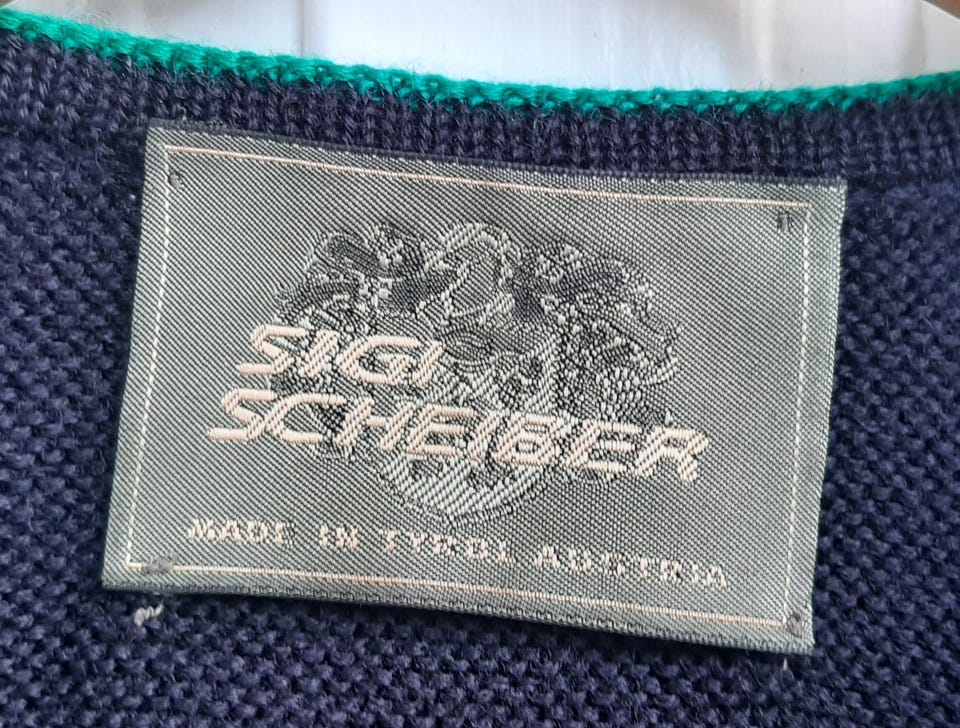 SIGI
SCHEIBER
MADE IN TYROL AUSTRIA